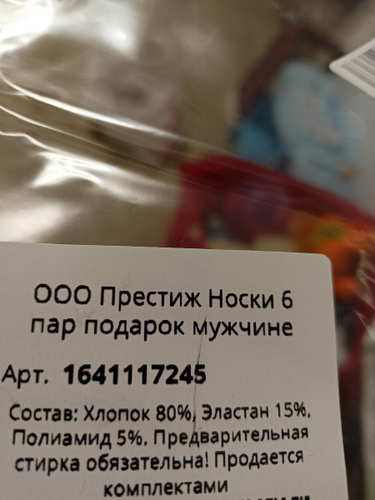 ООО Престиж Носки 6
пар подарок мужчине
Арт. 1641117245
Состав: Хлопок 80%, Эластан 15%,
Полиамид 5%. Предварительная
стирка обязательна! Продается
комплектами